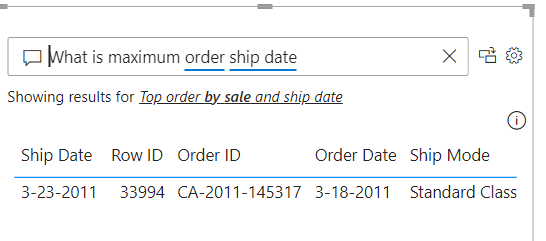 What is maximum order ship date
Showing results for Top order by sale and ship date
Ship Date Row ID Order ID Order Date Ship Mode
3-23-2011 33994 CA-2011-145317 3-18-2011 Standard Class